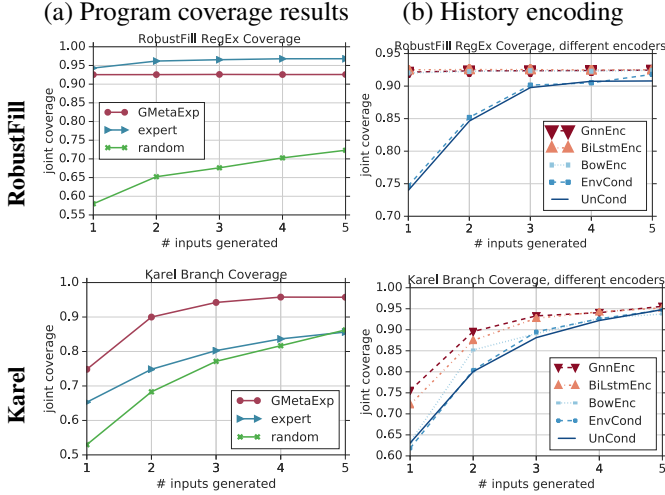 (a) Program coverage results
(b) History encoding
RobustFill
RobustFill RegEx Coverage
joint coverage
1.00
0.95
0.90
0.85
0.80
0.75
0.70
0.65
0.60
0.55
GMetaExp
expert
random
1 2 3 4 5
# inputs generated
RobustFill RegEx Coverage, different encoders
joint coverage
0.95
0.90
0.85
0.80
0.75
0.70
GnnEnc
BiLstmEnc
BowEnc
EnvCond
UnCond
1 2 3 4 5
# inputs generated
Karel
Karel Branch Coverage
joint coverage
1.0
0.9
0.8
0.7
0.6
0.5
GMetaExp
expert
random
1 2 3 4 5
# inputs generated
Karel Branch Coverage, different encoders
joint coverage
1.00
0.95
0.90
0.85
0.80
0.75
0.70
0.65
0.60
GnnEnc
BiLstmEnc
BowEnc
EnvCond
UnCond
1 2 3 4 5
# inputs generated